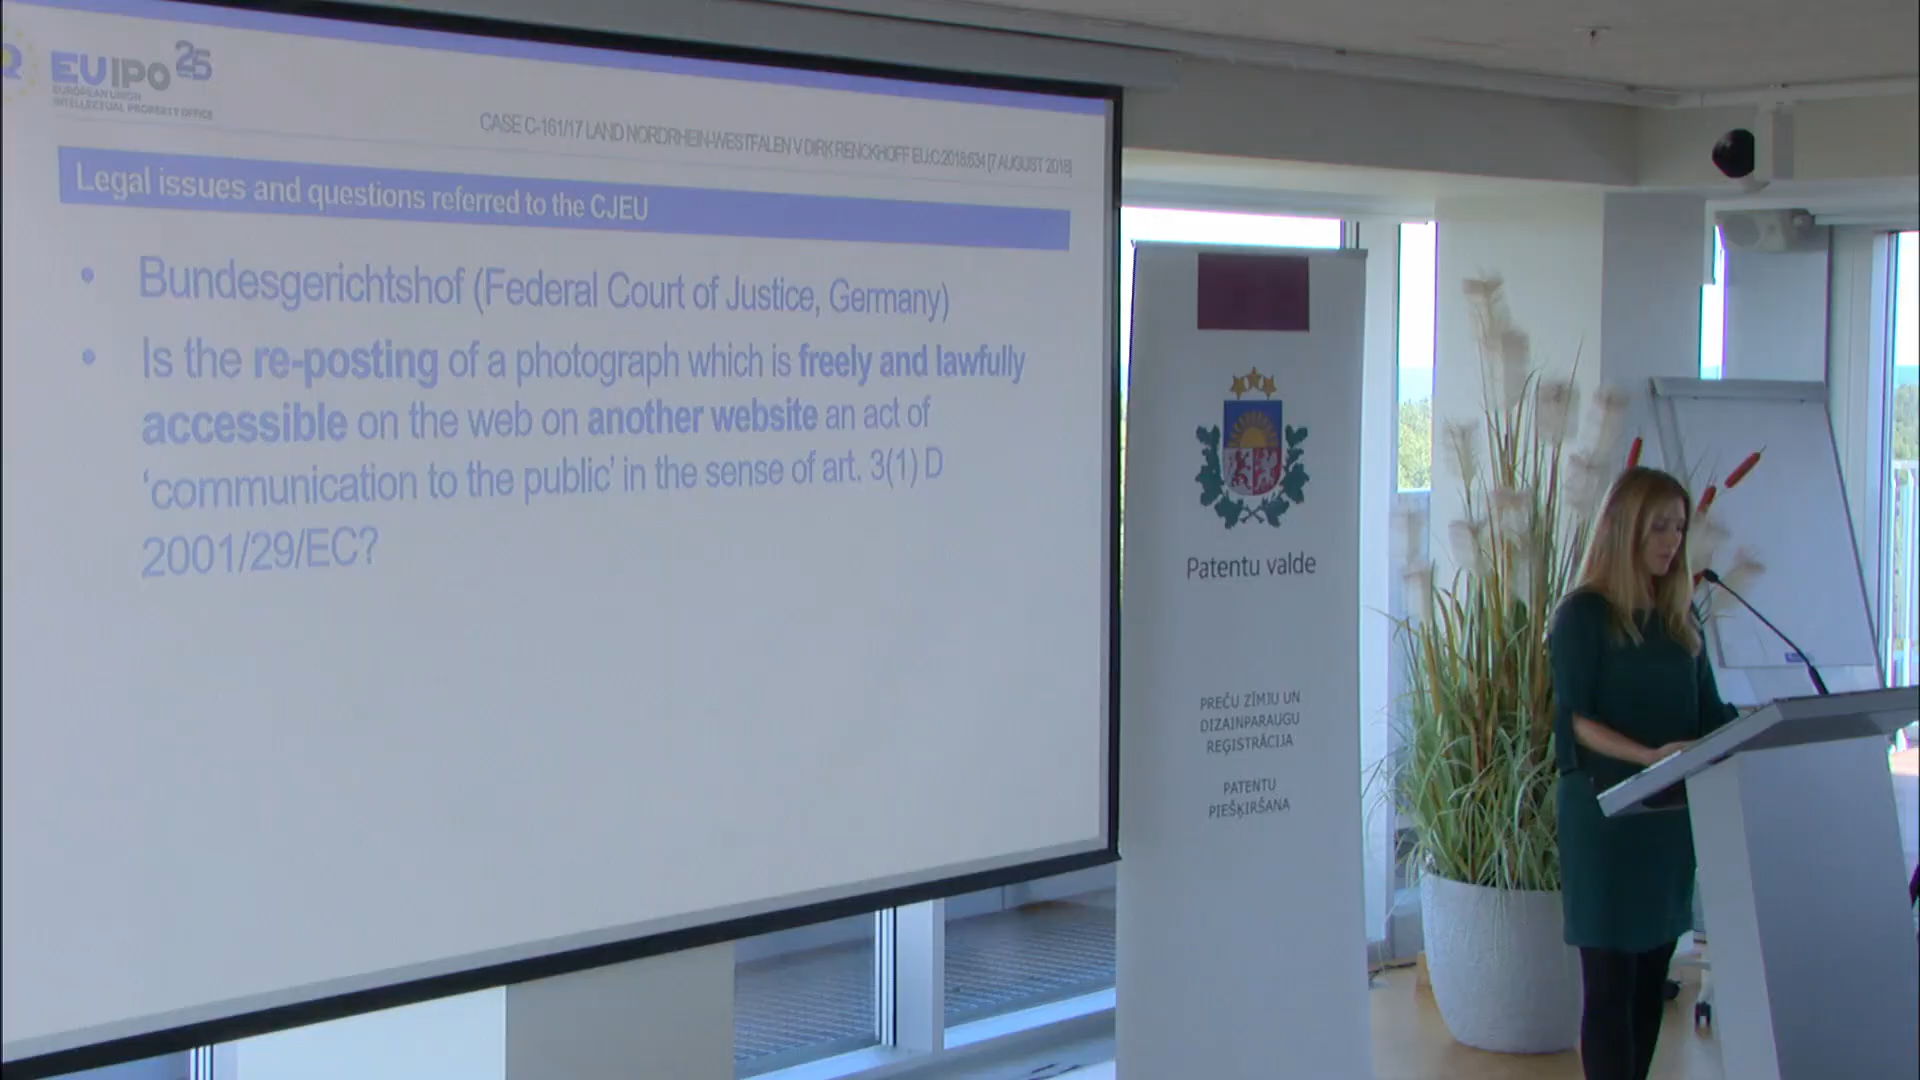 EUIPO 25
EUROPEAN UNION
INTELLECTUAL PROPERTY OFFICE
CASE C-161/17 LAND NORDRHEIN-WESTFALEN V DIRK RENCKHOFF EU:C:2018:634 [7 AUGUST 2018]
Legal issues and questions referred to the CJEU
• Bundesgerichtshof (Federal Court of Justice, Germany)
• Is the re-posting of a photograph which is freely and lawfully
accessible on the web on another website an act of
‘communication to the public’ in the sense of art. 3(1) D
2001/29/EC?
Patentu valde
PREČU ZĪMJU UN
DIZAINPARAUGU
REĢISTRĀCIJA
PATENTU
PIEŠĶIRŠANA